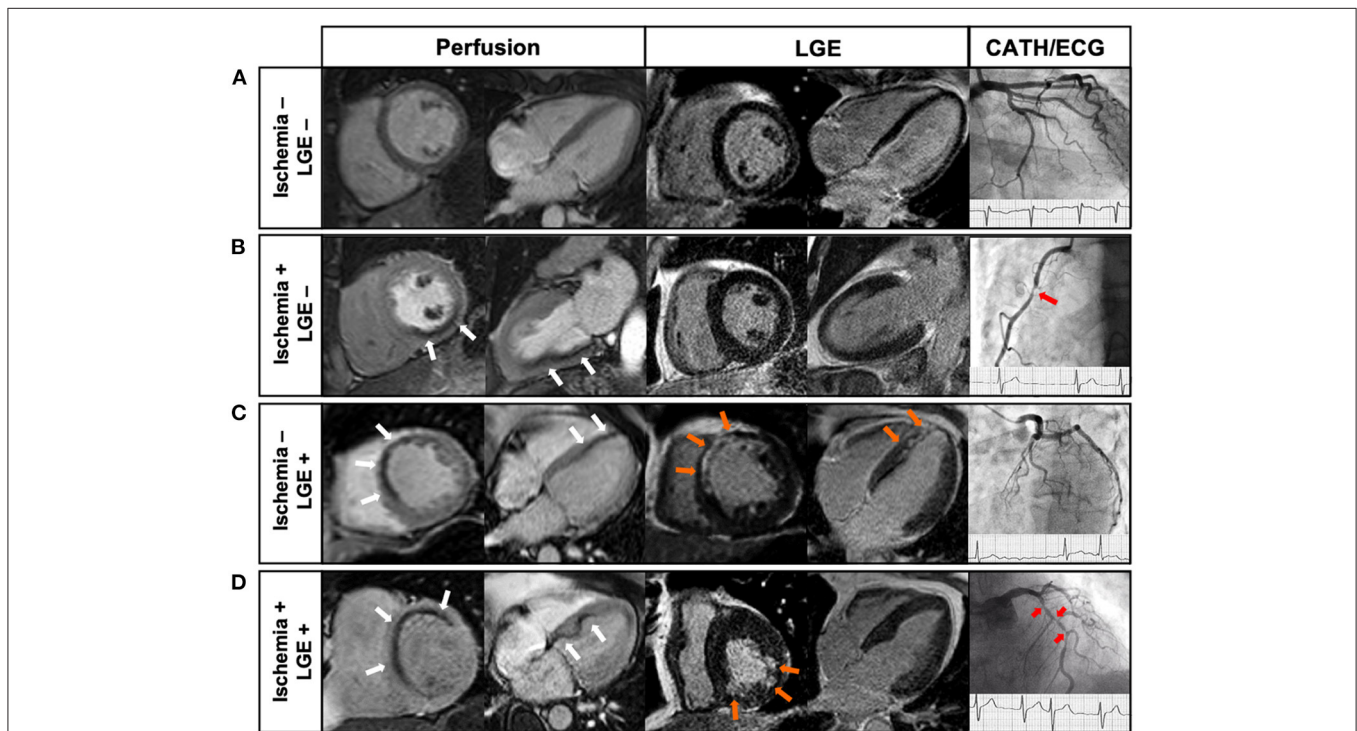 Perfusion LGE CATH/ECG
A
Ischemia –
LGE –
B
Ischemia +
LGE –
C
Ischemia –
LGE +
D
Ischemia +
LGE +